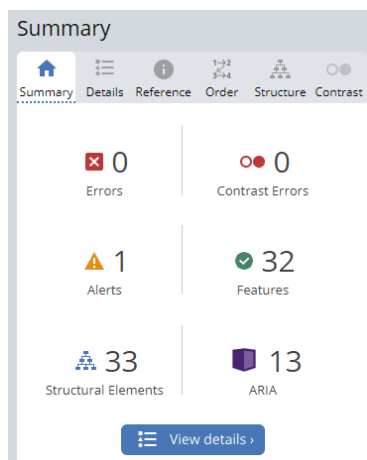 Summary
1→2
3→4
Summary Details Reference Order Structure Contrast
0 0
Errors Contrast Errors
1 32
Alerts Features
33 13
Structural Elements ARIA
View details ›